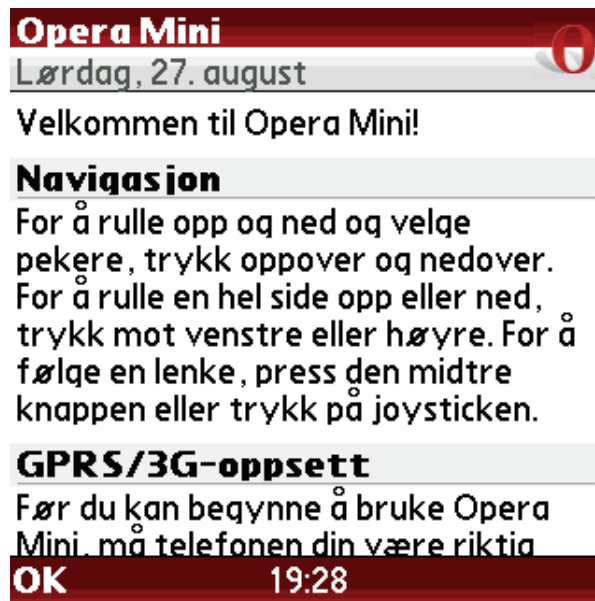 Opera Mini
Lørdag, 27. august
Velkommen til Opera Mini!
Navigasjon
For å rulle opp og ned og velge
pekere, trykk oppover og nedover.
For å rulle en hel side opp eller ned,
trykk mot venstre eller høyre. For å
følge en lenke, press den midtre
knappen eller trykk på joysticken.
GPRS/3G-oppsett
Før du kan begynne å bruke Opera
Mini, må telefonen din være riktig
OK 19:28